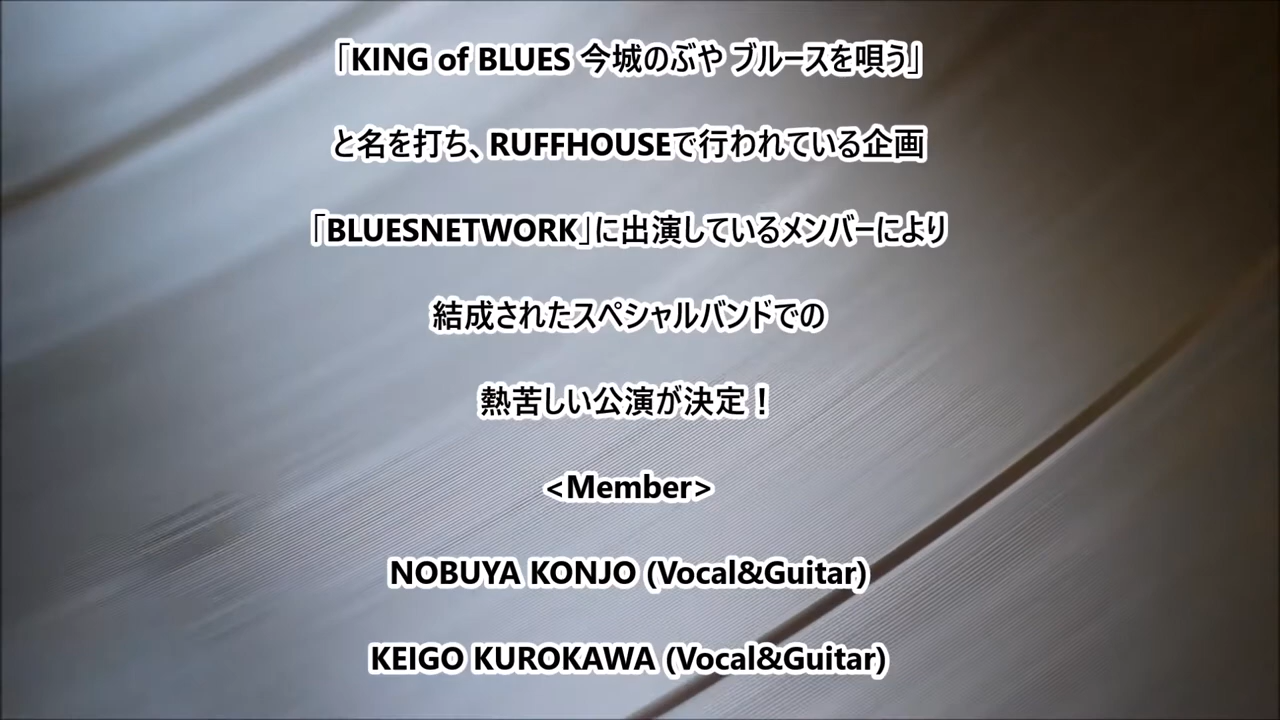 「KING of BLUES 今城のぶや ブルースを唄う」
と名を打ち、RUFFHOUSEで行われている企画
「BLUESNETWORK」に出演しているメンバーにより
結成されたスペシャルバンドでの
熱苦しい公演が決定！
<Member>
NOBUYA KONJO (Vocal&Guitar)
KEIGO KUROKAWA (Vocal&Guitar)